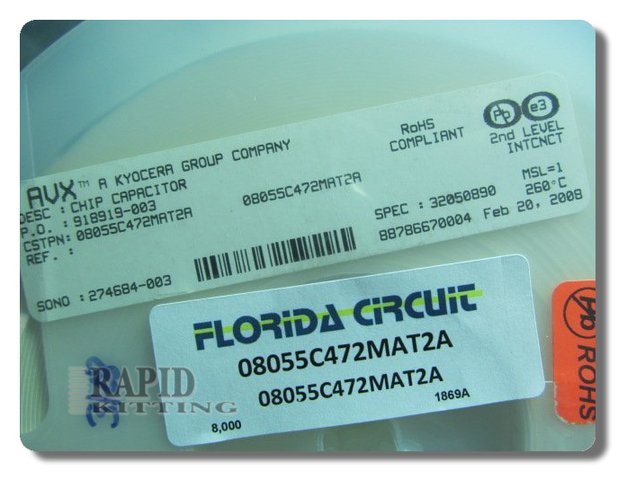 AVX™ A KYOCERA GROUP COMPANY
DESC : CHIP CAPACITOR
P.O. : 918919-003
CSTPN: 08055C472MAT2A
REF. :
SONO : 274684-003
08055C472MAT2A
RoHS
COMPLIANT
Pb e3
2nd LEVEL
INTCNCT
MSL=1
SPEC : 32050890 260°C
88786670004 Feb 20, 2008
FLORIDA CIRCUIT
08055C472MAT2A
08055C472MAT2A
8,000 1869A
RAPID
KITTING
Pb ROHS